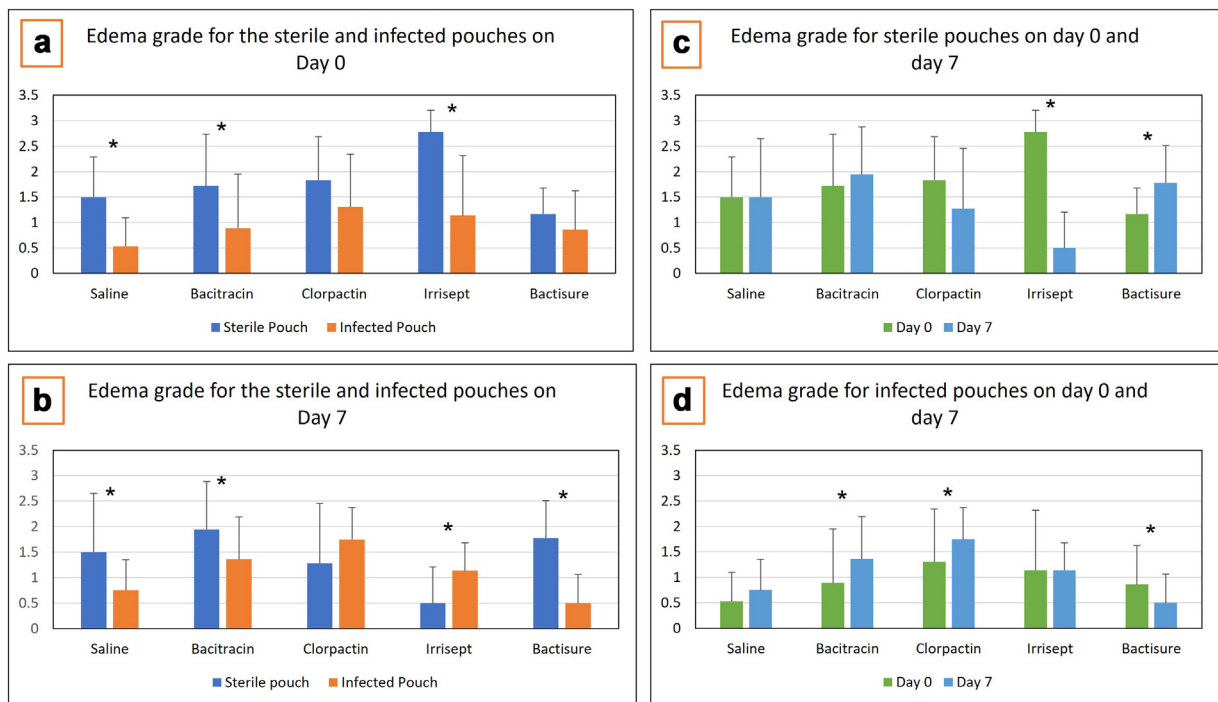 a
Edema grade for the sterile and infected pouches on
Day 0
3.5
3
2.5
2
1.5
1
0.5
0
* * *
Saline Bacitracin Clorpactin Irrisept Bactisure
Sterile Pouch Infected Pouch
b
Edema grade for the sterile and infected pouches on
Day 7
3.5
3
2.5
2
1.5
1
0.5
0
* * * *
Saline Bacitracin Clorpactin Irrisept Bactisure
Sterile pouch Infected Pouch
c
Edema grade for sterile pouches on day 0 and
day 7
3.5
3
2.5
2
1.5
1
0.5
0
* *
Saline Bacitracin Clorpactin Irrisept Bactisure
Day 0 Day 7
d
Edema grade for infected pouches on day 0 and
day 7
3.5
3
2.5
2
1.5
1
0.5
0
* * *
Saline Bacitracin Clorpactin Irrisept Bactisure
Day 0 Day 7